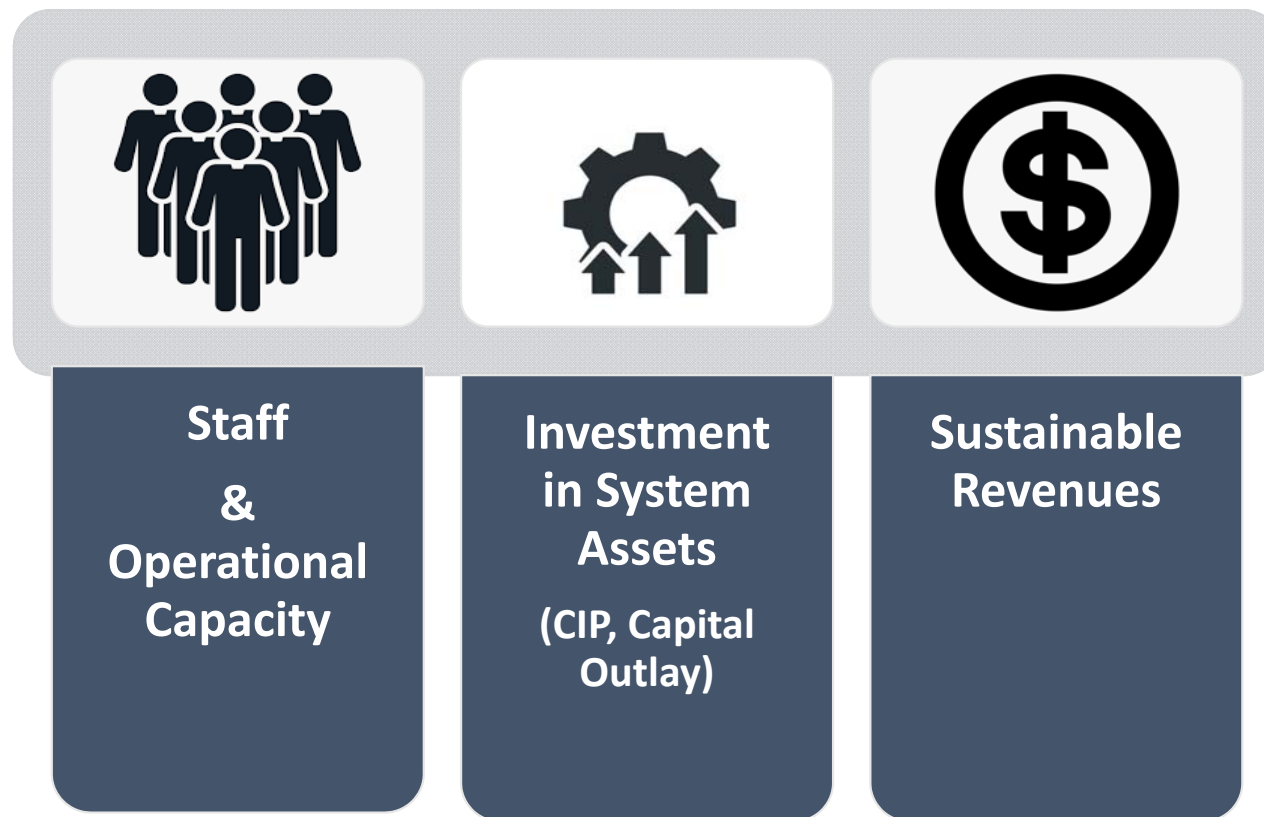 Staff
&
Operational
Capacity
Investment
in System
Assets
(CIP, Capital
Outlay)
Sustainable
Revenues